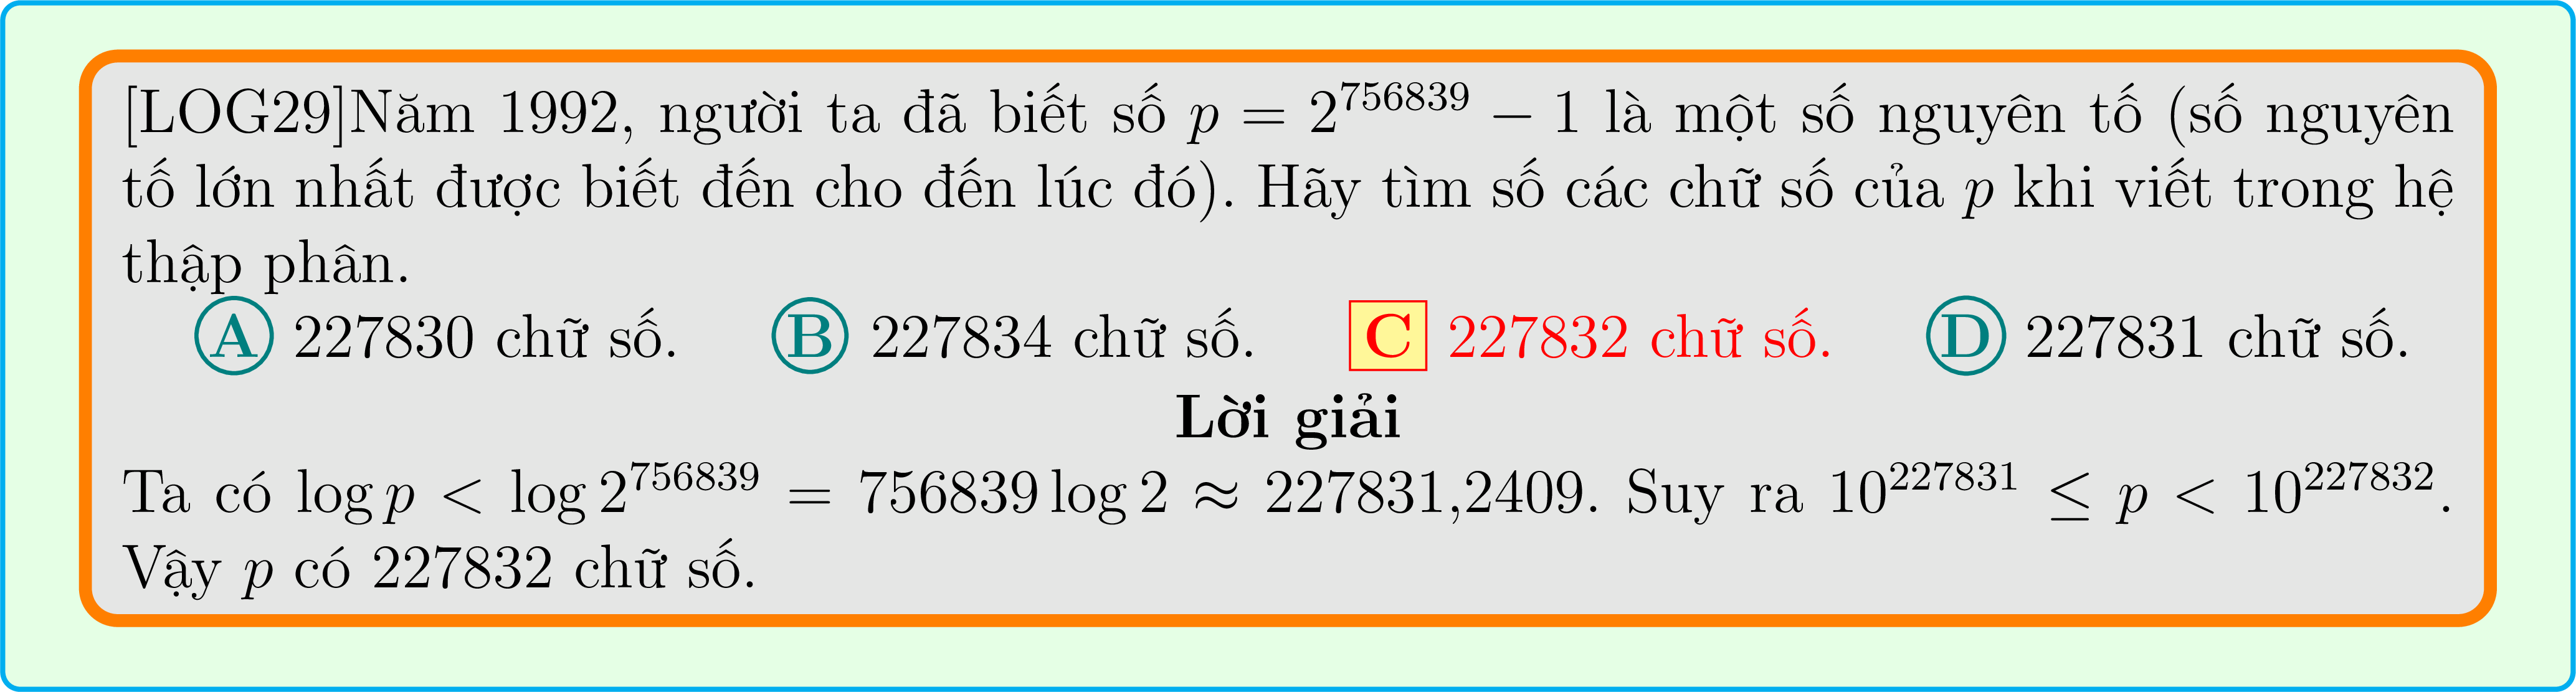 [LOG29]Năm 1992, người ta đã biết số p = 2^756839 − 1 là một số nguyên tố (số nguyên
tố lớn nhất được biết đến cho đến lúc đó). Hãy tìm số các chữ số của p khi viết trong hệ
thập phân.
A 227830 chữ số. B 227834 chữ số. C 227832 chữ số. D 227831 chữ số.
Lời giải
Ta có log p < log 2^756839 = 756839 log 2 ≈ 227831,2409. Suy ra 10^227831 ≤ p < 10^227832.
Vậy p có 227832 chữ số.